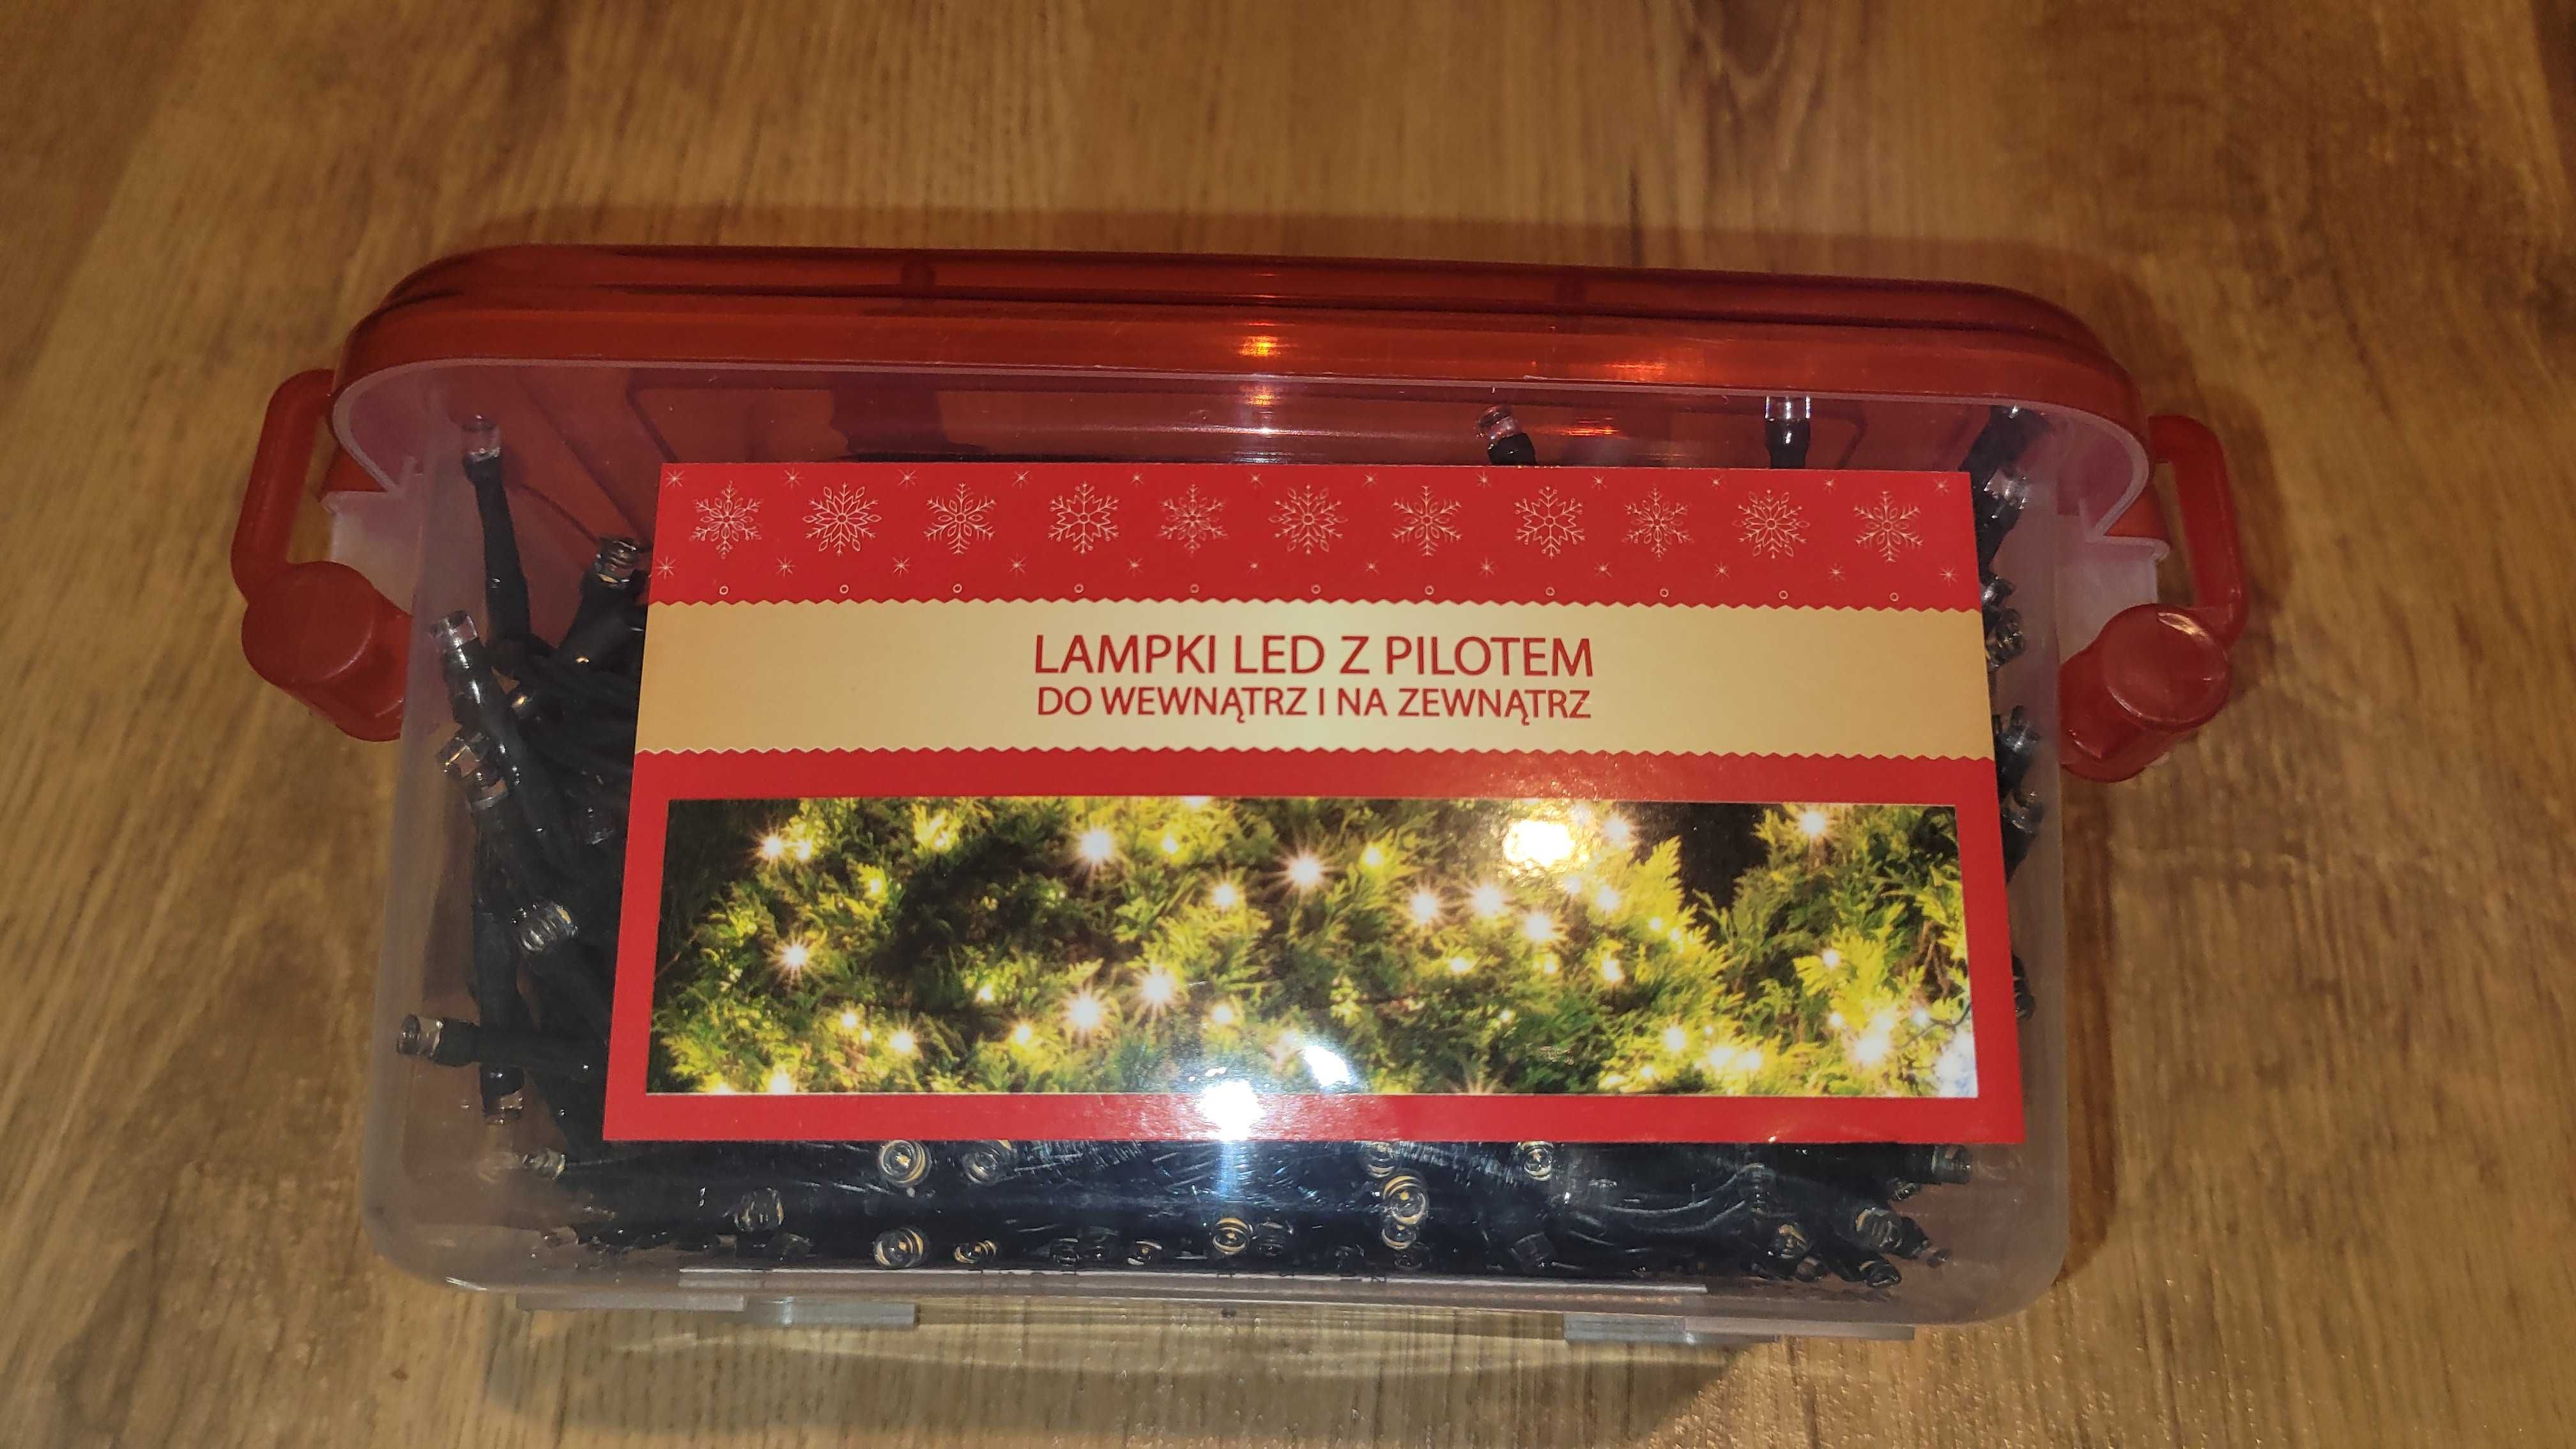 LAMPKI LED Z PILOTEM
DO WEWNĄTRZ I NA ZEWNĄTRZ